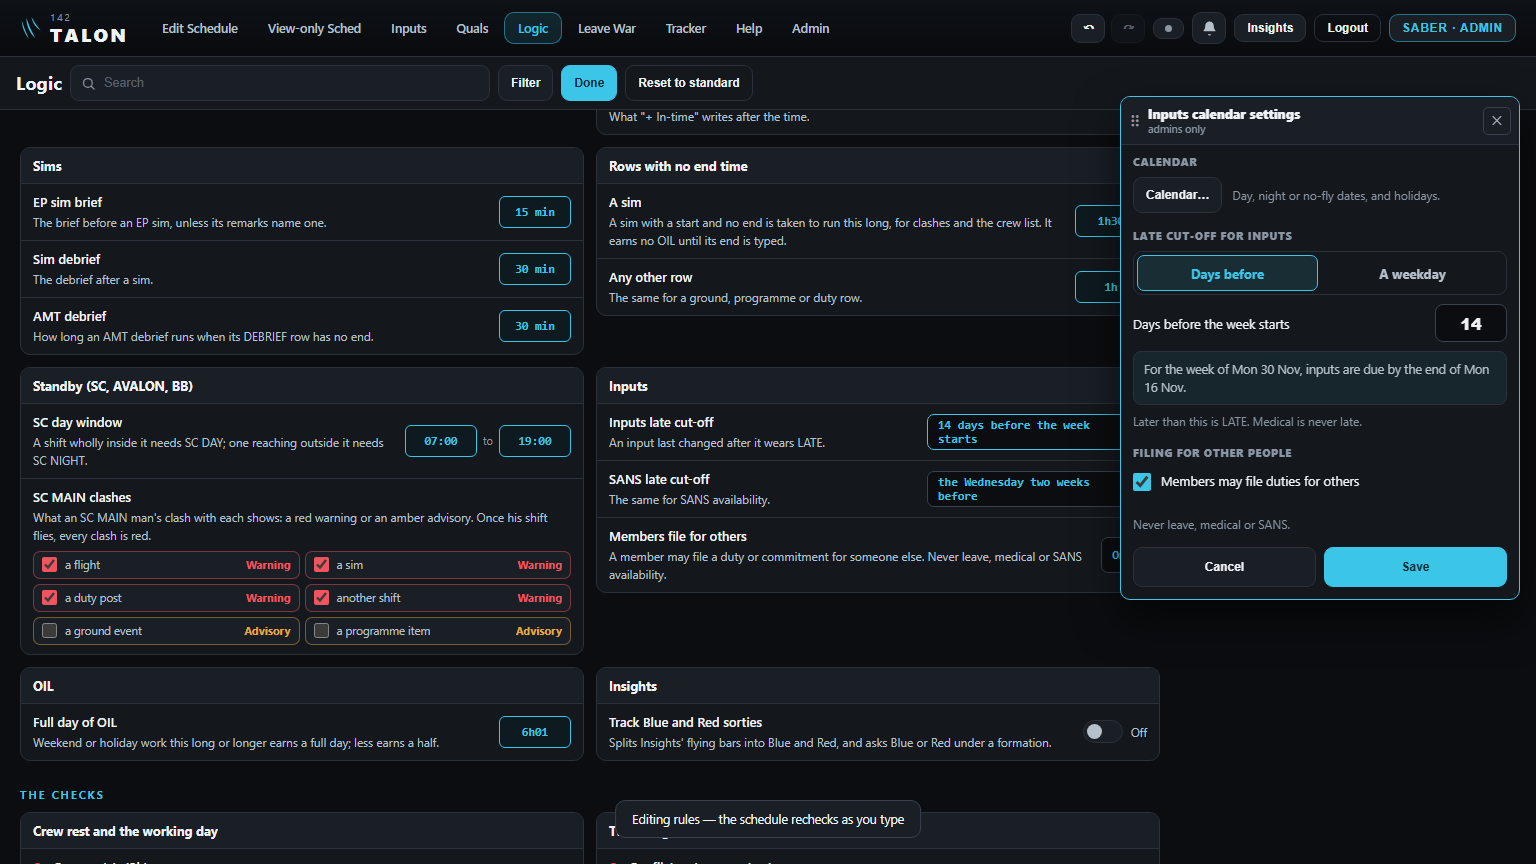 142
TALON
Edit Schedule
View-only Sched
Inputs
Quals
Logic
Leave War
Tracker
Help
Admin
Insights
Logout
SABER · ADMIN
Logic
Search
Filter
Done
Reset to standard
What "+ In-time" writes after the time.
Sims
EP sim brief
The brief before an EP sim, unless its remarks name one.
15 min
Sim debrief
The debrief after a sim.
30 min
AMT debrief
How long an AMT debrief runs when its DEBRIEF row has no end.
30 min
Rows with no end time
A sim
A sim with a start and no end is taken to run this long, for clashes and the crew list. It
earns no OIL until its end is typed.
Any other row
The same for a ground, programme or duty row.
1h
Standby (SC, AVALON, BB)
SC day window
A shift wholly inside it needs SC DAY; one reaching outside it needs
SC NIGHT.
07:00 to 19:00
SC MAIN clashes
What an SC MAIN man's clash with each shows: a red warning or an amber advisory. Once his shift
flies, every clash is red.
a flight Warning
a sim Warning
a duty post Warning
another shift Warning
a ground event Advisory
a programme item Advisory
Inputs
Inputs late cut-off
An input last changed after it wears LATE.
14 days before the week
starts
SANS late cut-off
The same for SANS availability.
the Wednesday two weeks
before
Members file for others
A member may file a duty or commitment for someone else. Never leave, medical or SANS
availability.
OIL
Full day of OIL
Weekend or holiday work this long or longer earns a full day; less earns a half.
6h01
Insights
Track Blue and Red sorties
Splits Insights' flying bars into Blue and Red, and asks Blue or Red under a formation.
Off
THE CHECKS
Crew rest and the working day
Editing rules — the schedule rechecks as you type
Inputs calendar settings
admins only
CALENDAR
Calendar...
Day, night or no-fly dates, and holidays.
LATE CUT-OFF FOR INPUTS
Days before
A weekday
Days before the week starts
14
For the week of Mon 30 Nov, inputs are due by the end of Mon
16 Nov.
Later than this is LATE. Medical is never late.
FILING FOR OTHER PEOPLE
Members may file duties for others
Never leave, medical or SANS.
Cancel
Save